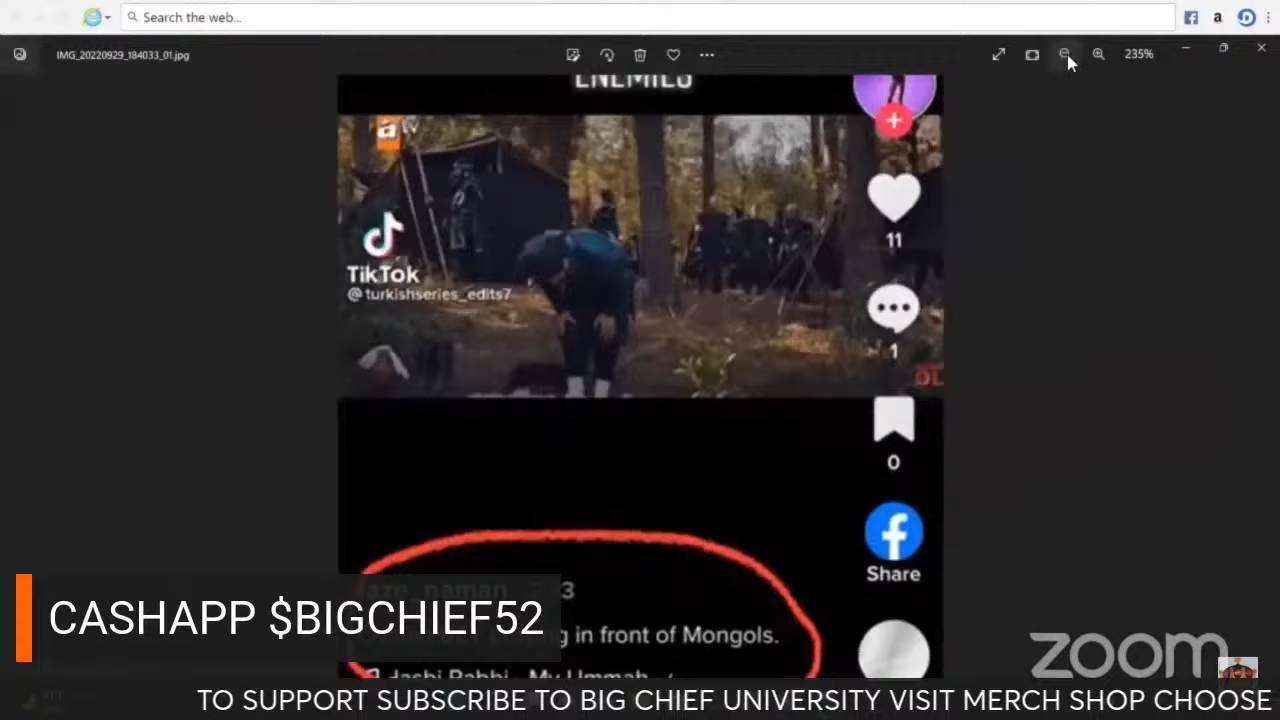 Search the web...
IMG_20220929_184033_01.jpg
235%
ENEMIES
TikTok
@turkishseries_edits7
11
1
0
Share
in front of Mongols.
CASHAPP $BIGCHIEF52
zoom
TO SUPPORT SUBSCRIBE TO BIG CHIEF UNIVERSITY VISIT MERCH SHOP CHOOSE